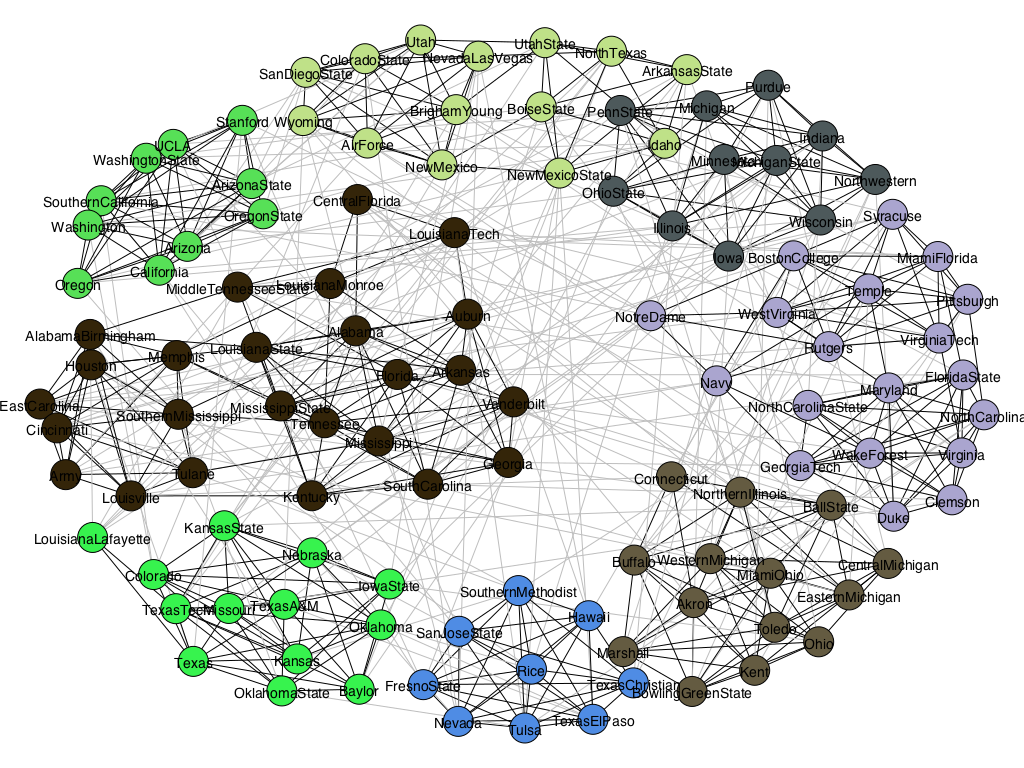 Utah
UtahState
NorthTexas
ColoradoState
NevadaLasVegas
SanDiegoState
ArkansasState
Purdue
BrighamYoung
BoiseState
PennState
Michigan
Stanford
Wyoming
AirForce
Idaho
Indiana
UCLA
WashingtonState
NewMexico
NewMexicoState
Minnesota
MichiganState
ArizonaState
OhioState
Northwestern
SouthernCalifornia
CentralFlorida
OregonState
Washington
LouisianaTech
Illinois
Wisconsin
Syracuse
Arizona
Iowa
BostonCollege
MiamiFlorida
California
Oregon
MiddleTennesseeState
LouisianaMonroe
Temple
Pittsburgh
Auburn
NotreDame
WestVirginia
AlabamaBirmingham
Alabama
VirginiaTech
LouisianaState
Rutgers
Memphis
Houston
Florida
Arkansas
Navy
Maryland
FloridaState
EastCarolina
MississippiState
Vanderbilt
NorthCarolinaState
SouthernMississippi
NorthCarolina
Tennessee
Cincinnati
Mississippi
WakeForest
Virginia
Georgia
GeorgiaTech
Army
Tulane
Connecticut
SouthCarolina
Louisville
Kentucky
NorthernIllinois
BallState
Clemson
Duke
KansasState
LouisianaLafayette
Nebraska
Buffalo
WesternMichigan
CentralMichigan
Colorado
MiamiOhio
IowaState
SouthernMethodist
EasternMichigan
TexasTech
Missouri
TexasA&M
Akron
Hawaii
Oklahoma
SanJoseState
Toledo
Ohio
Marshall
Texas
Kansas
Rice
Kent
FresnoState
TexasChristian
OklahomaState
Baylor
BowlingGreenState
Nevada
Tulsa
TexasElPaso